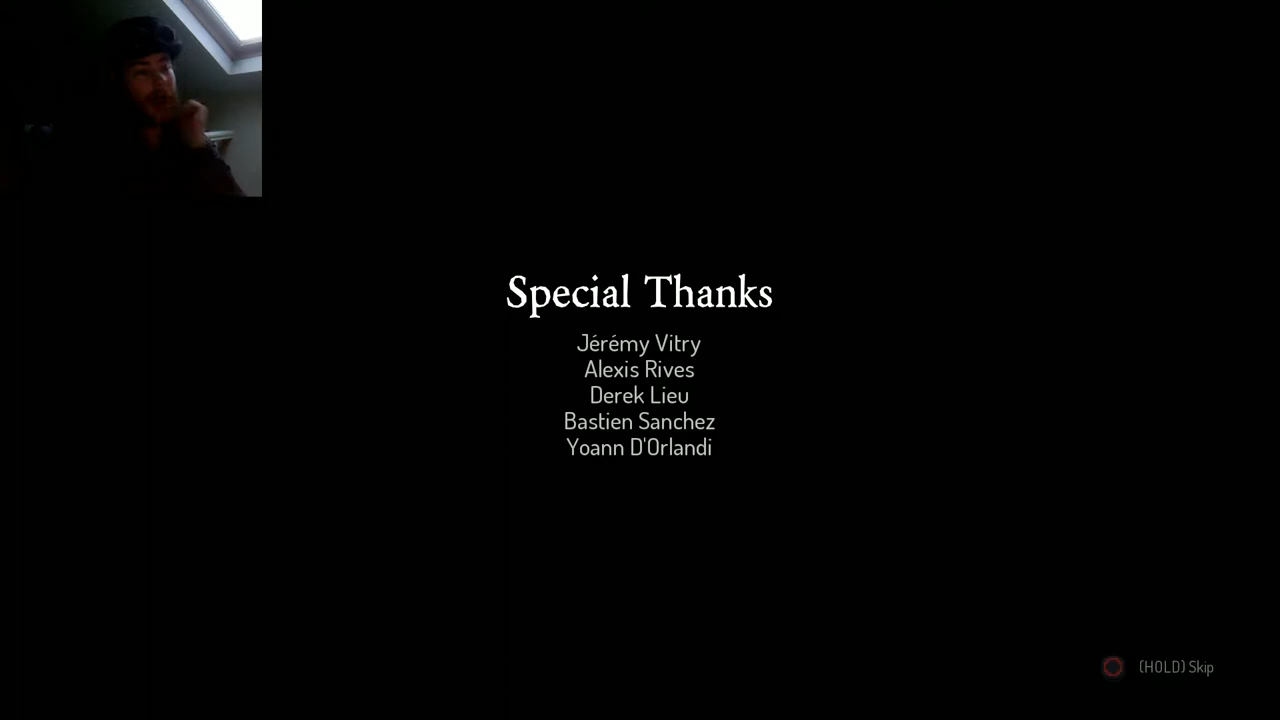 Special Thanks
Jérémy Vitry
Alexis Rives
Derek Lieu
Bastien Sanchez
Yoann D'Orlandi
(HOLD) Skip